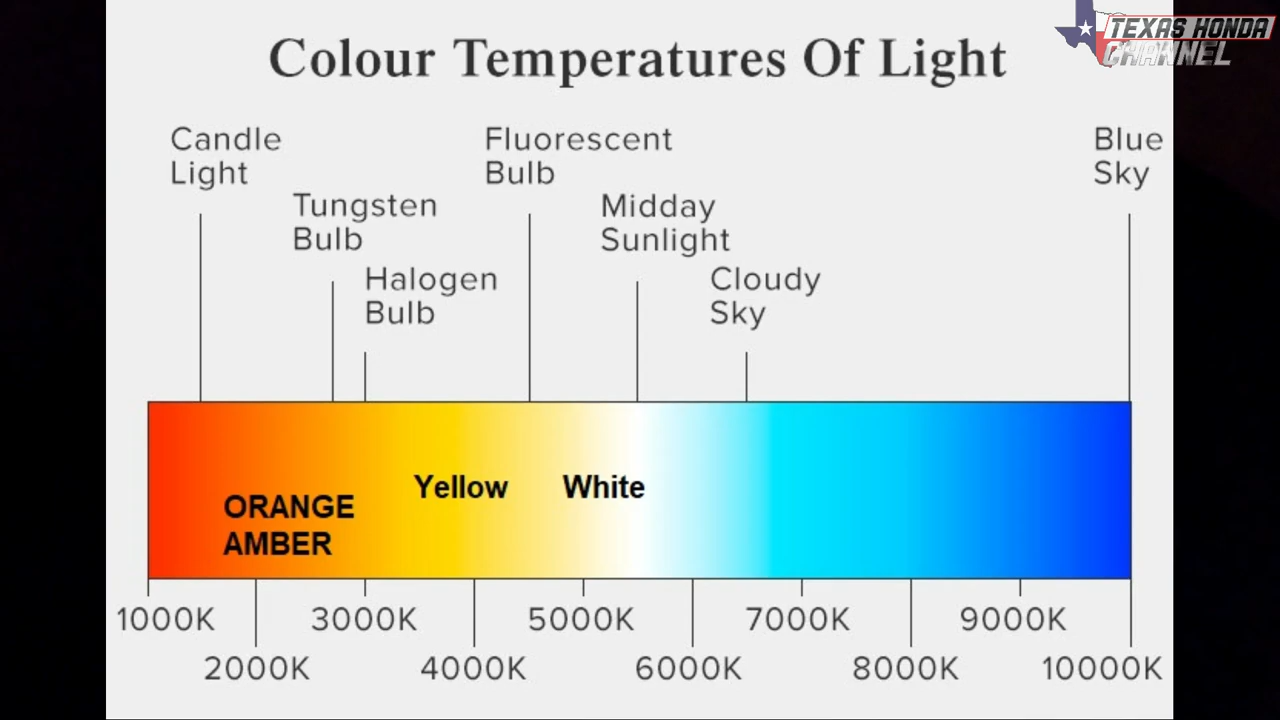 TEXAS HONDA
CHANNEL
Colour Temperatures Of Light
Candle
Light
Fluorescent
Bulb
Blue
Sky
Tungsten
Bulb
Midday
Sunlight
Halogen
Bulb
Cloudy
Sky
Yellow
White
ORANGE
AMBER
1000K
3000K
5000K
7000K
9000K
2000K
4000K
6000K
8000K
10000K